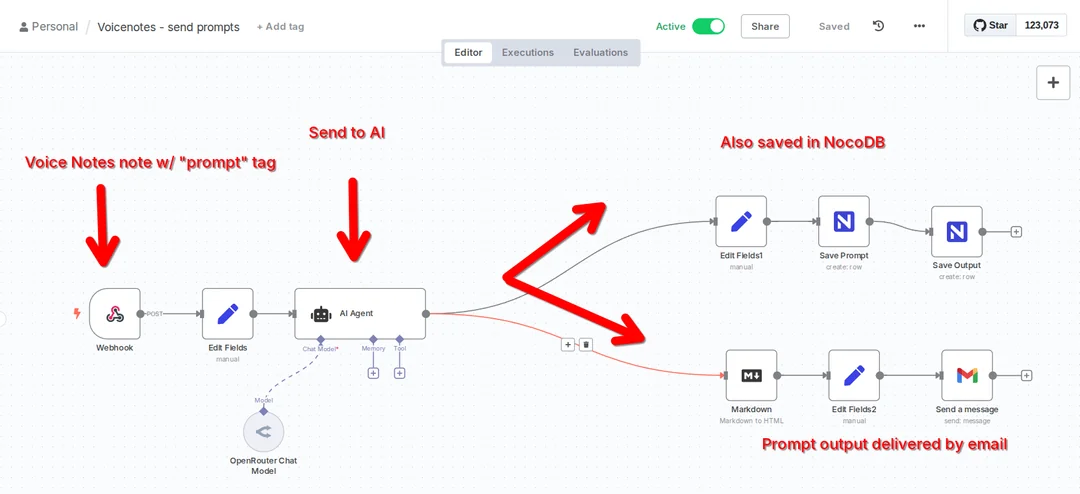 Personal / Voicenotes - send prompts + Add tag
Active Share Saved ••• Star 123,073
Editor Executions Evaluations
Send to AI
Voice Notes note w/ "prompt" tag
Also saved in NocoDB
Edit Fields1
manual
Save Prompt
create: row
Save Output
create: row
POST
Webhook
Edit Fields
manual
AI Agent
Chat Model*
Memory
Tool
Model
OpenRouter Chat
Model
M↓
Markdown
Markdown to HTML
Edit Fields2
manual
Send a message
send: message
Prompt output delivered by email